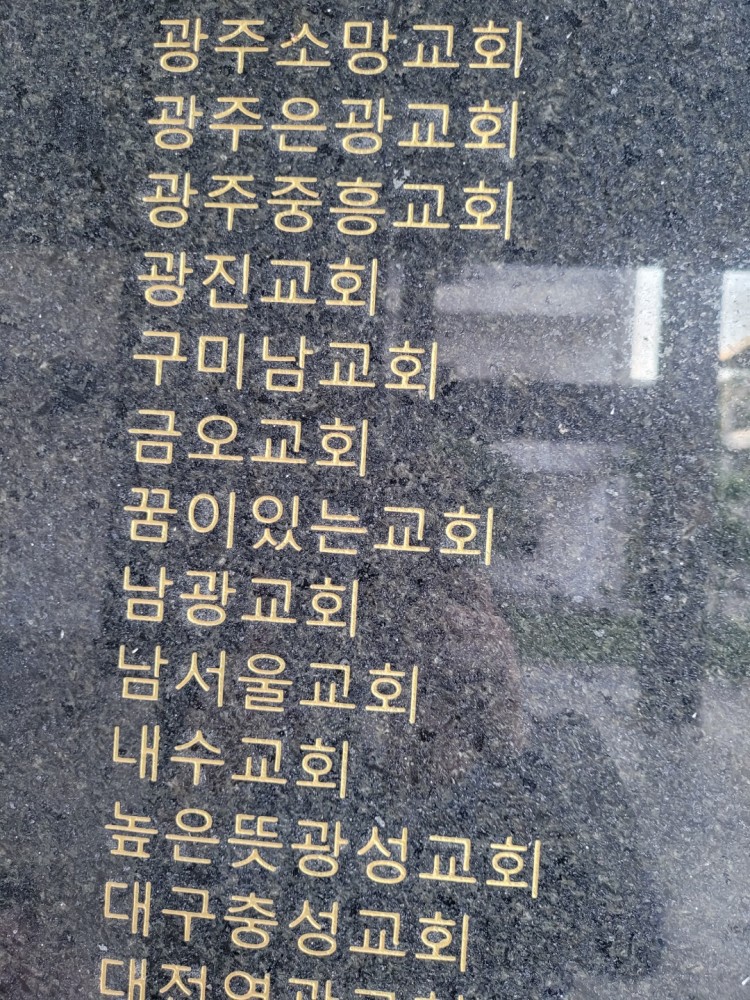 광주소망교회
광주은광교회
광주중흥교회
광진교회
구미남교회
금오교회
꿈이있는교회
남광교회
남서울교회
내수교회
높은뜻광성교회
대구충성교회